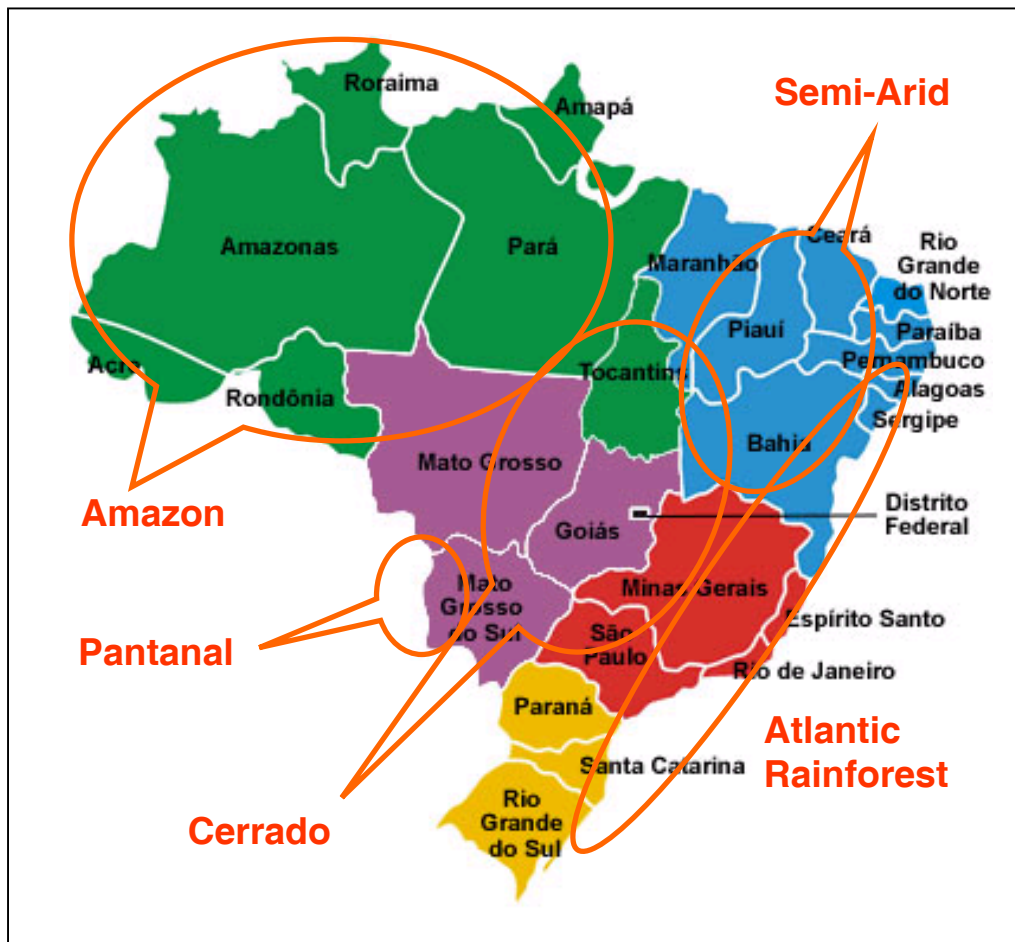 Roraima
Semi-Arid
Amapá
Ceará
Rio
Grande
do Norte
Amazonas
Pará
Maranhão
Piauí
Paraíba
Pernambuco
Acre
Tocantins
Alagoas
Rondônia
Sergipe
Bahia
Mato Grosso
Amazon
Distrito
Federal
Goiás
Mato
Grosso
do Sul
Minas Gerais
Espírito Santo
Pantanal
São
Paulo
Rio de Janeiro
Paraná
Atlantic
Rainforest
Santa Catarina
Cerrado
Rio
Grande
do Sul